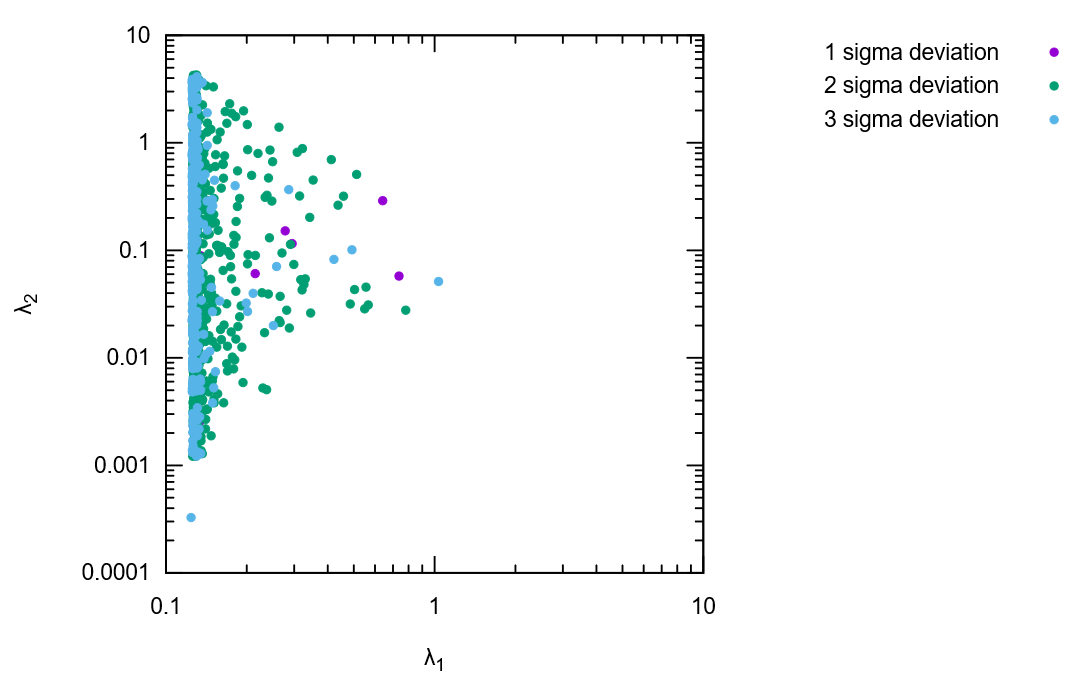 10
1
0.1
0.01
0.001
0.0001
0.1 1 10
λ2
λ1
1 sigma deviation
2 sigma deviation
3 sigma deviation